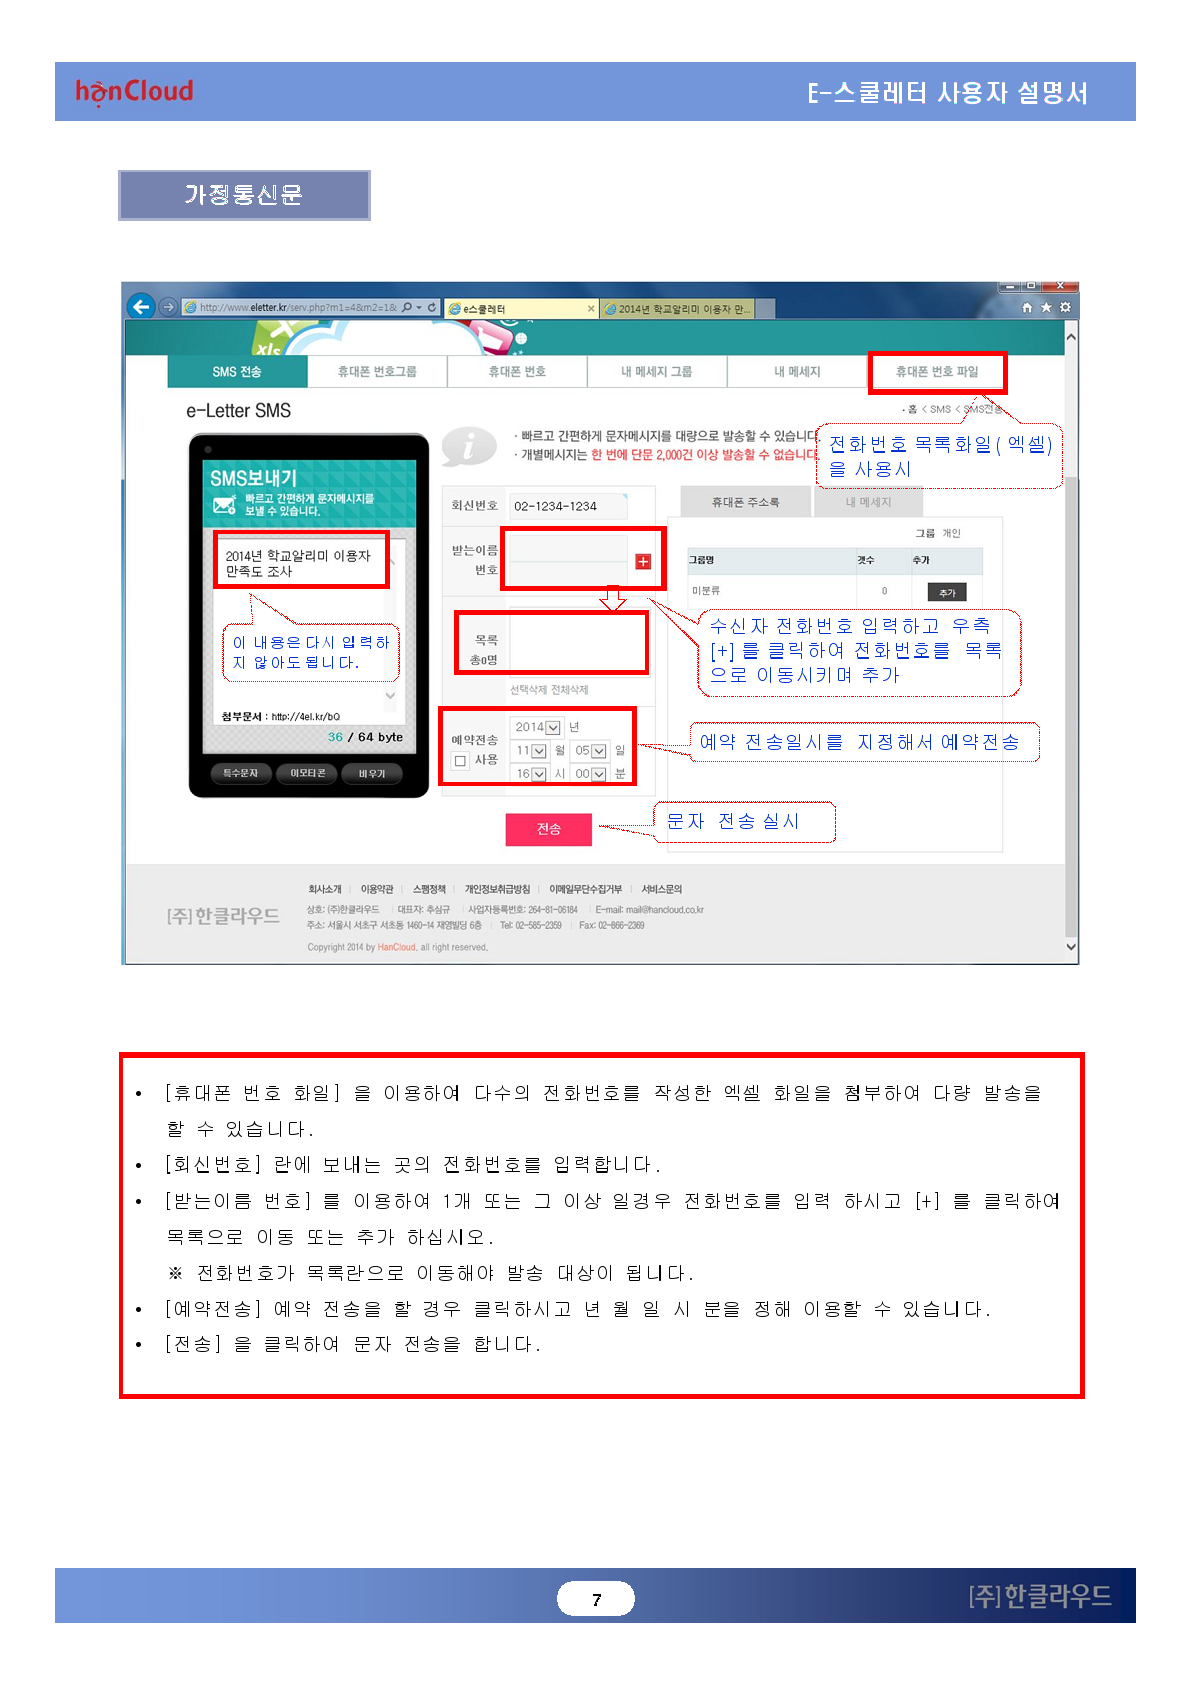 hanCloud
E-스쿨레터 사용자 설명서
가정통신문
http://www.eletter.kr/serv.php?m1=4&m2=1&
e스쿨레터
2014년 학교알리미 이용자 만...
xls
SMS 전송
휴대폰 번호그룹
휴대폰 번호
내 메세지 그룹
내 메세지
휴대폰 번호 파일
e-Letter SMS
· 홈 < SMS < SMS전송
· 빠르고 간편하게 문자메시지를 대량으로 발송할 수 있습니다.
· 개별메시지는 한 번에 단문 2,000건 이상 발송할 수 없습니다.
전화번호 목록화일( 엑셀)
을 사용시
SMS보내기
빠르고 간편하게 문자메시지를
보낼 수 있습니다.
2014년 학교알리미 이용자
만족도 조사
이 내용은 다시 입력하
지 않아도 됩니다.
첨부문서 : http://4el.kr/bQ
36 / 64 byte
특수문자
이모티콘
비우기
회신번호
02-1234-1234
받는이름
번호
목록
총0명
선택삭제 전체삭제
예약전송
사용
2014 년
11 월 05 일
16 시 00 분
전송
휴대폰 주소록
내 메세지
그룹 개인
그룹명
갯수
추가
미분류
0
추가
수신자 전화번호 입력하고 우측
[+] 를 클릭하여 전화번호를 목록
으로 이동시키며 추가
예약 전송일시를 지정해서 예약전송
문자 전송 실시
회사소개 | 이용약관 | 스팸정책 | 개인정보취급방침 | 이메일무단수집거부 | 서비스문의
[주]한클라우드
상호: (주)한클라우드 | 대표자: 추심규 | 사업자등록번호: 264-81-06184 | E-mail: mail@hancloud.co.kr
주소: 서울시 서초구 서초동 1460-14 재영빌딩 6층 | Tel: 02-585-2359 | Fax: 02-866-2369
Copyright 2014 by HanCloud. all right reserved.
• [휴대폰 번호 화일] 을 이용하여 다수의 전화번호를 작성한 엑셀 화일을 첨부하여 다량 발송을
할 수 있습니다.
• [회신번호] 란에 보내는 곳의 전화번호를 입력합니다.
• [받는이름 번호] 를 이용하여 1개 또는 그 이상 일경우 전화번호를 입력 하시고 [+] 를 클릭하여
목록으로 이동 또는 추가 하십시오.
※ 전화번호가 목록란으로 이동해야 발송 대상이 됩니다.
• [예약전송] 예약 전송을 할 경우 클릭하시고 년 월 일 시 분을 정해 이용할 수 있습니다.
• [전송] 을 클릭하여 문자 전송을 합니다.
7
[주]한클라우드